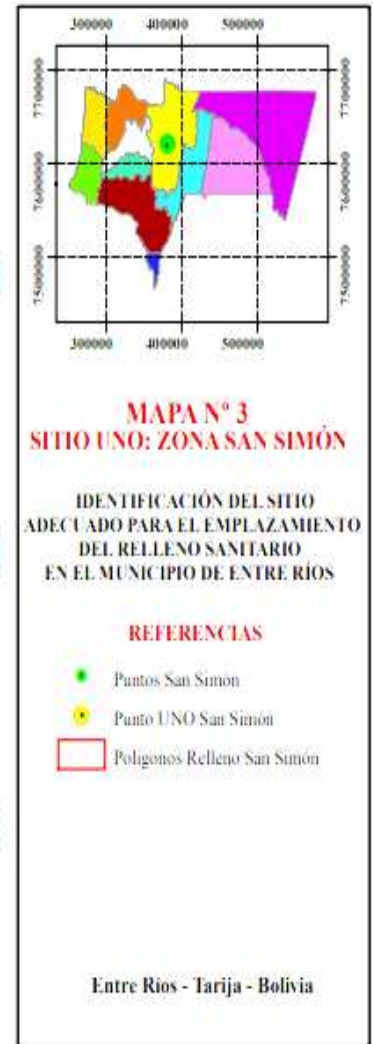 300000 400000 500000
7700000 7700000
7600000 7600000
7500000 7500000
300000 400000 500000
MAPA N° 3
SITIO UNO: ZONA SAN SIMÓN
IDENTIFICACIÓN DEL SITIO
ADECUADO PARA EL EMPLAZAMIENTO
DEL RELLENO SANITARIO
EN EL MUNICIPIO DE ENTRE RÍOS
REFERENCIAS
Puntos San Simón
Punto UNO San Simón
Poligonos Relleno San Simón
Entre Ríos - Tarija - Bolivia